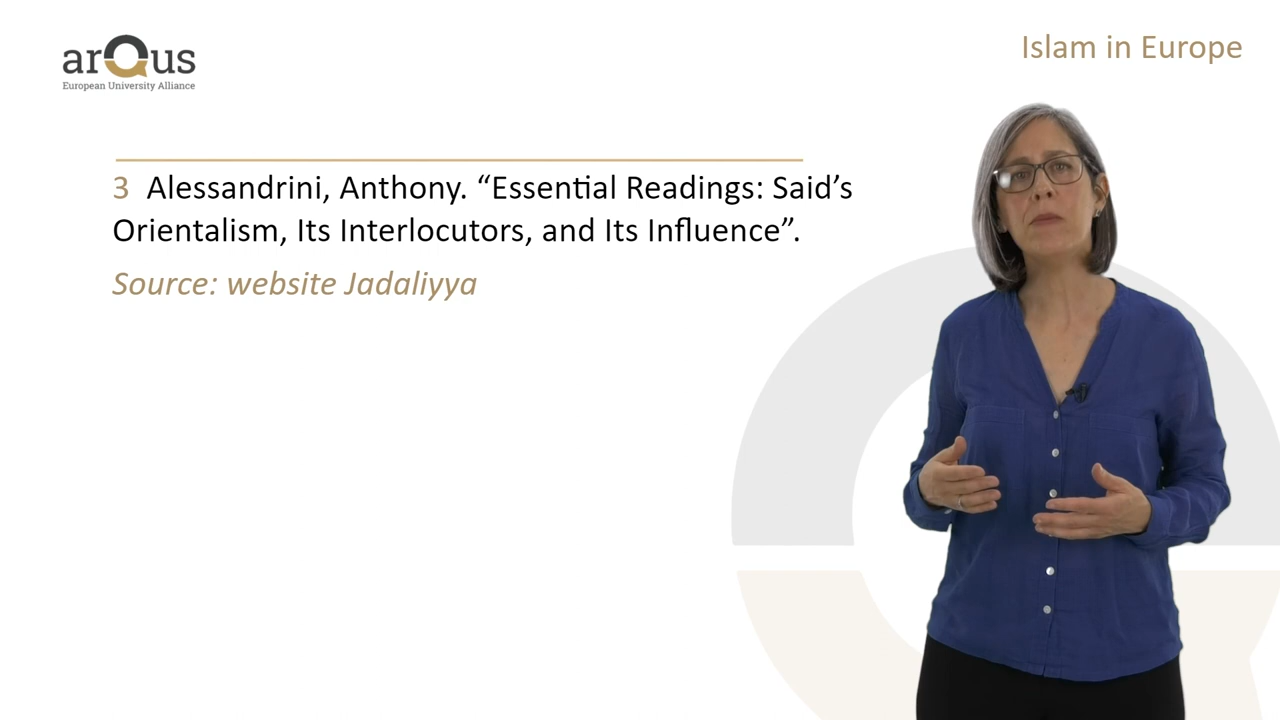 arQus
European University Alliance
Islam in Europe
3 Alessandrini, Anthony. “Essential Readings: Said’s
Orientalism, Its Interlocutors, and Its Influence”.
Source: website Jadaliyya